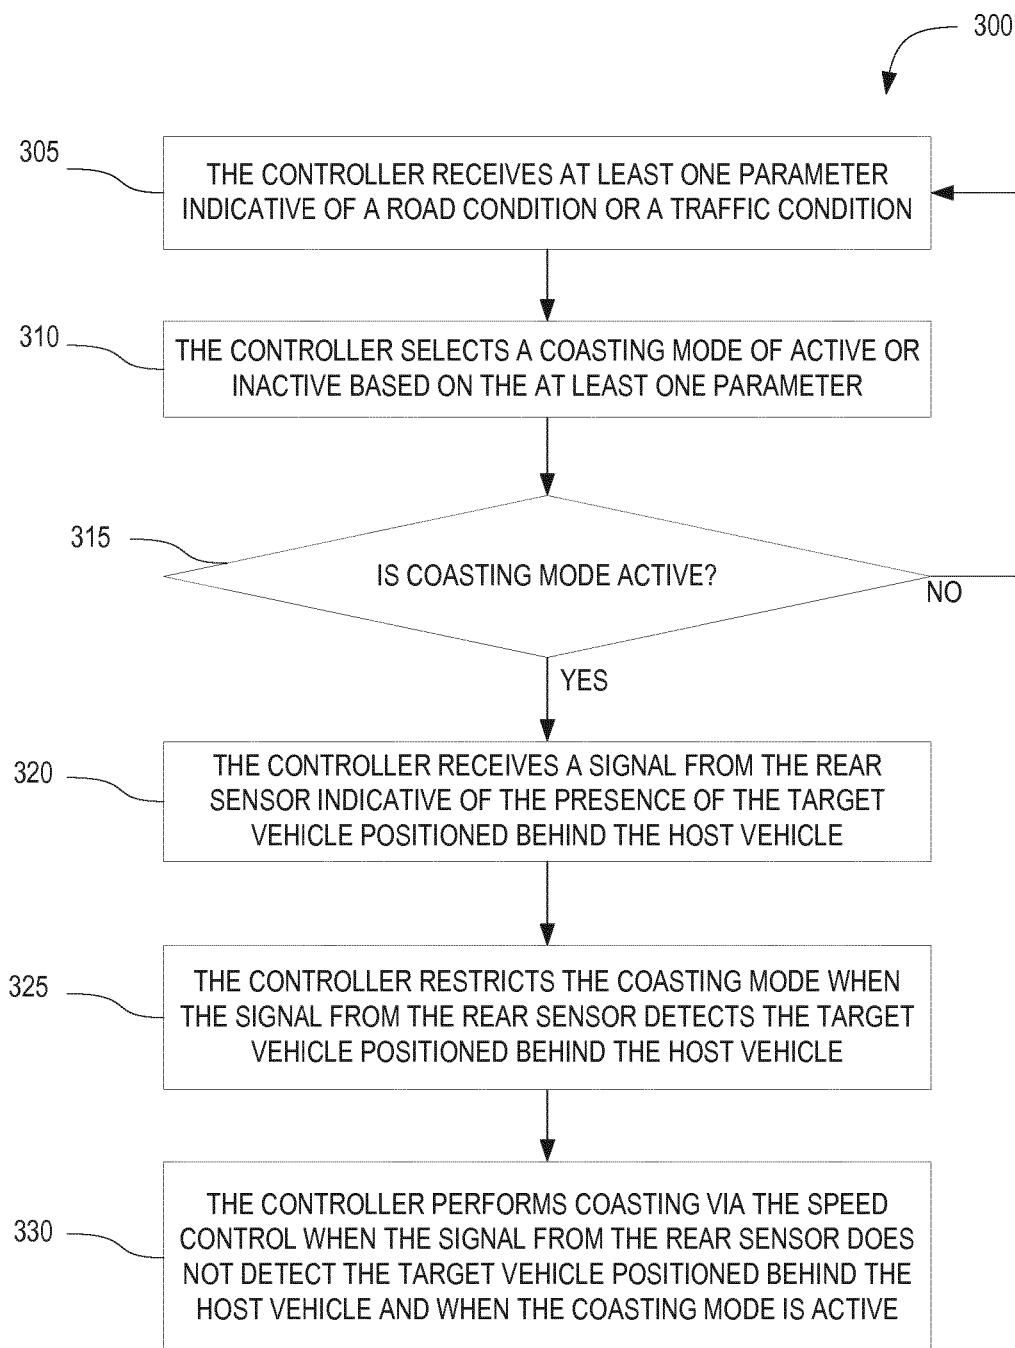 300
305
THE CONTROLLER RECEIVES AT LEAST ONE PARAMETER
INDICATIVE OF A ROAD CONDITION OR A TRAFFIC CONDITION
310
THE CONTROLLER SELECTS A COASTING MODE OF ACTIVE OR
INACTIVE BASED ON THE AT LEAST ONE PARAMETER
315
IS COASTING MODE ACTIVE?
NO
YES
320
THE CONTROLLER RECEIVES A SIGNAL FROM THE REAR
SENSOR INDICATIVE OF THE PRESENCE OF THE TARGET
VEHICLE POSITIONED BEHIND THE HOST VEHICLE
325
THE CONTROLLER RESTRICTS THE COASTING MODE WHEN
THE SIGNAL FROM THE REAR SENSOR DETECTS THE TARGET
VEHICLE POSITIONED BEHIND THE HOST VEHICLE
330
THE CONTROLLER PERFORMS COASTING VIA THE SPEED
CONTROL WHEN THE SIGNAL FROM THE REAR SENSOR DOES
NOT DETECT THE TARGET VEHICLE POSITIONED BEHIND THE
HOST VEHICLE AND WHEN THE COASTING MODE IS ACTIVE